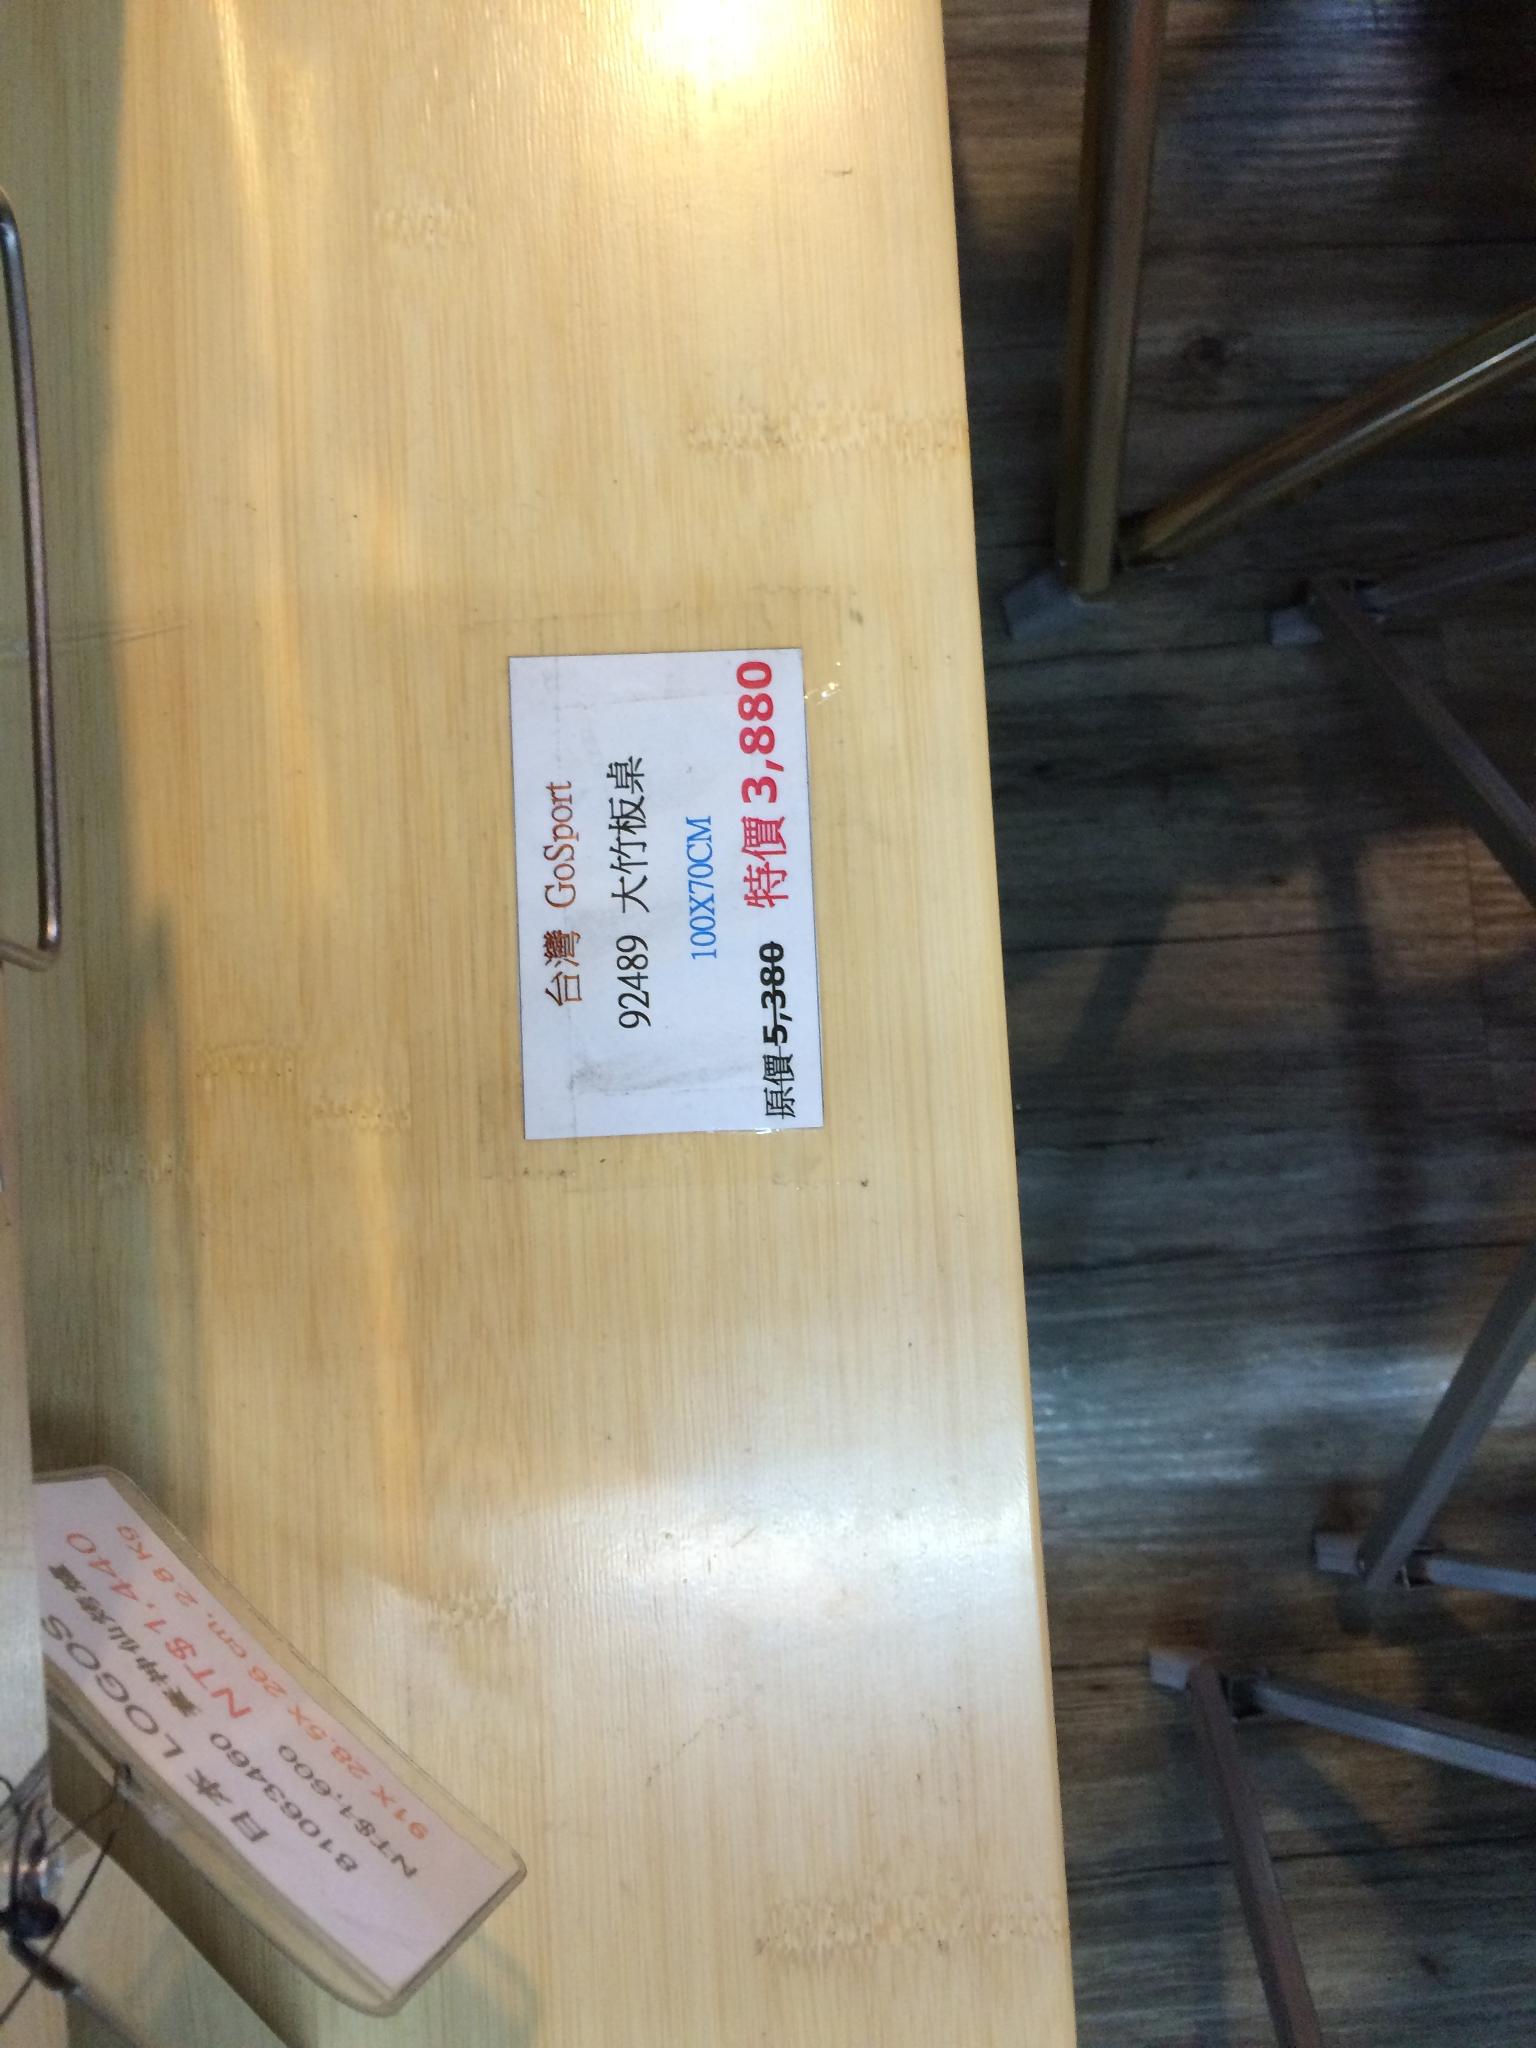 台灣 GoSport
92489 大竹板桌
100X70CM
原價 5,380 特價 3,880
日本 LOGOS
81063460
NT$1,600 NT$1,440
91X 28.5X 26 cm, 2.8 kg